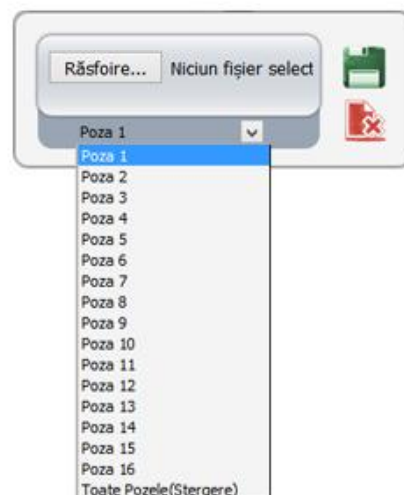 Răsfoire... Niciun fișier select
Poza 1
Poza 1
Poza 2
Poza 3
Poza 4
Poza 5
Poza 6
Poza 7
Poza 8
Poza 9
Poza 10
Poza 11
Poza 12
Poza 13
Poza 14
Poza 15
Poza 16
Toate Pozele(Stergere)